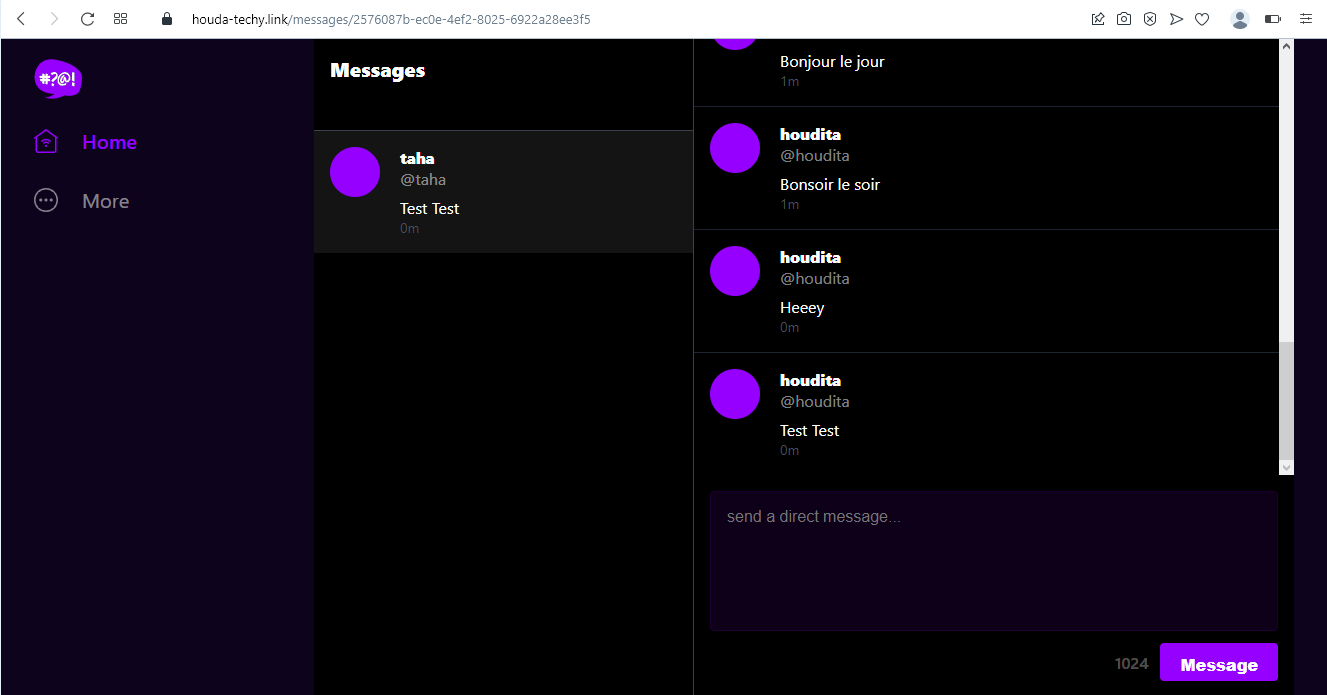 houda-techy.link/messages/2576087b-ec0e-4ef2-8025-6922a28ee3f5
#?@!
Home
More
Messages
taha
@taha
Test Test
0m
Bonjour le jour
1m
houdita
@houdita
Bonsoir le soir
1m
houdita
@houdita
Heeey
0m
houdita
@houdita
Test Test
0m
send a direct message...
1024
Message